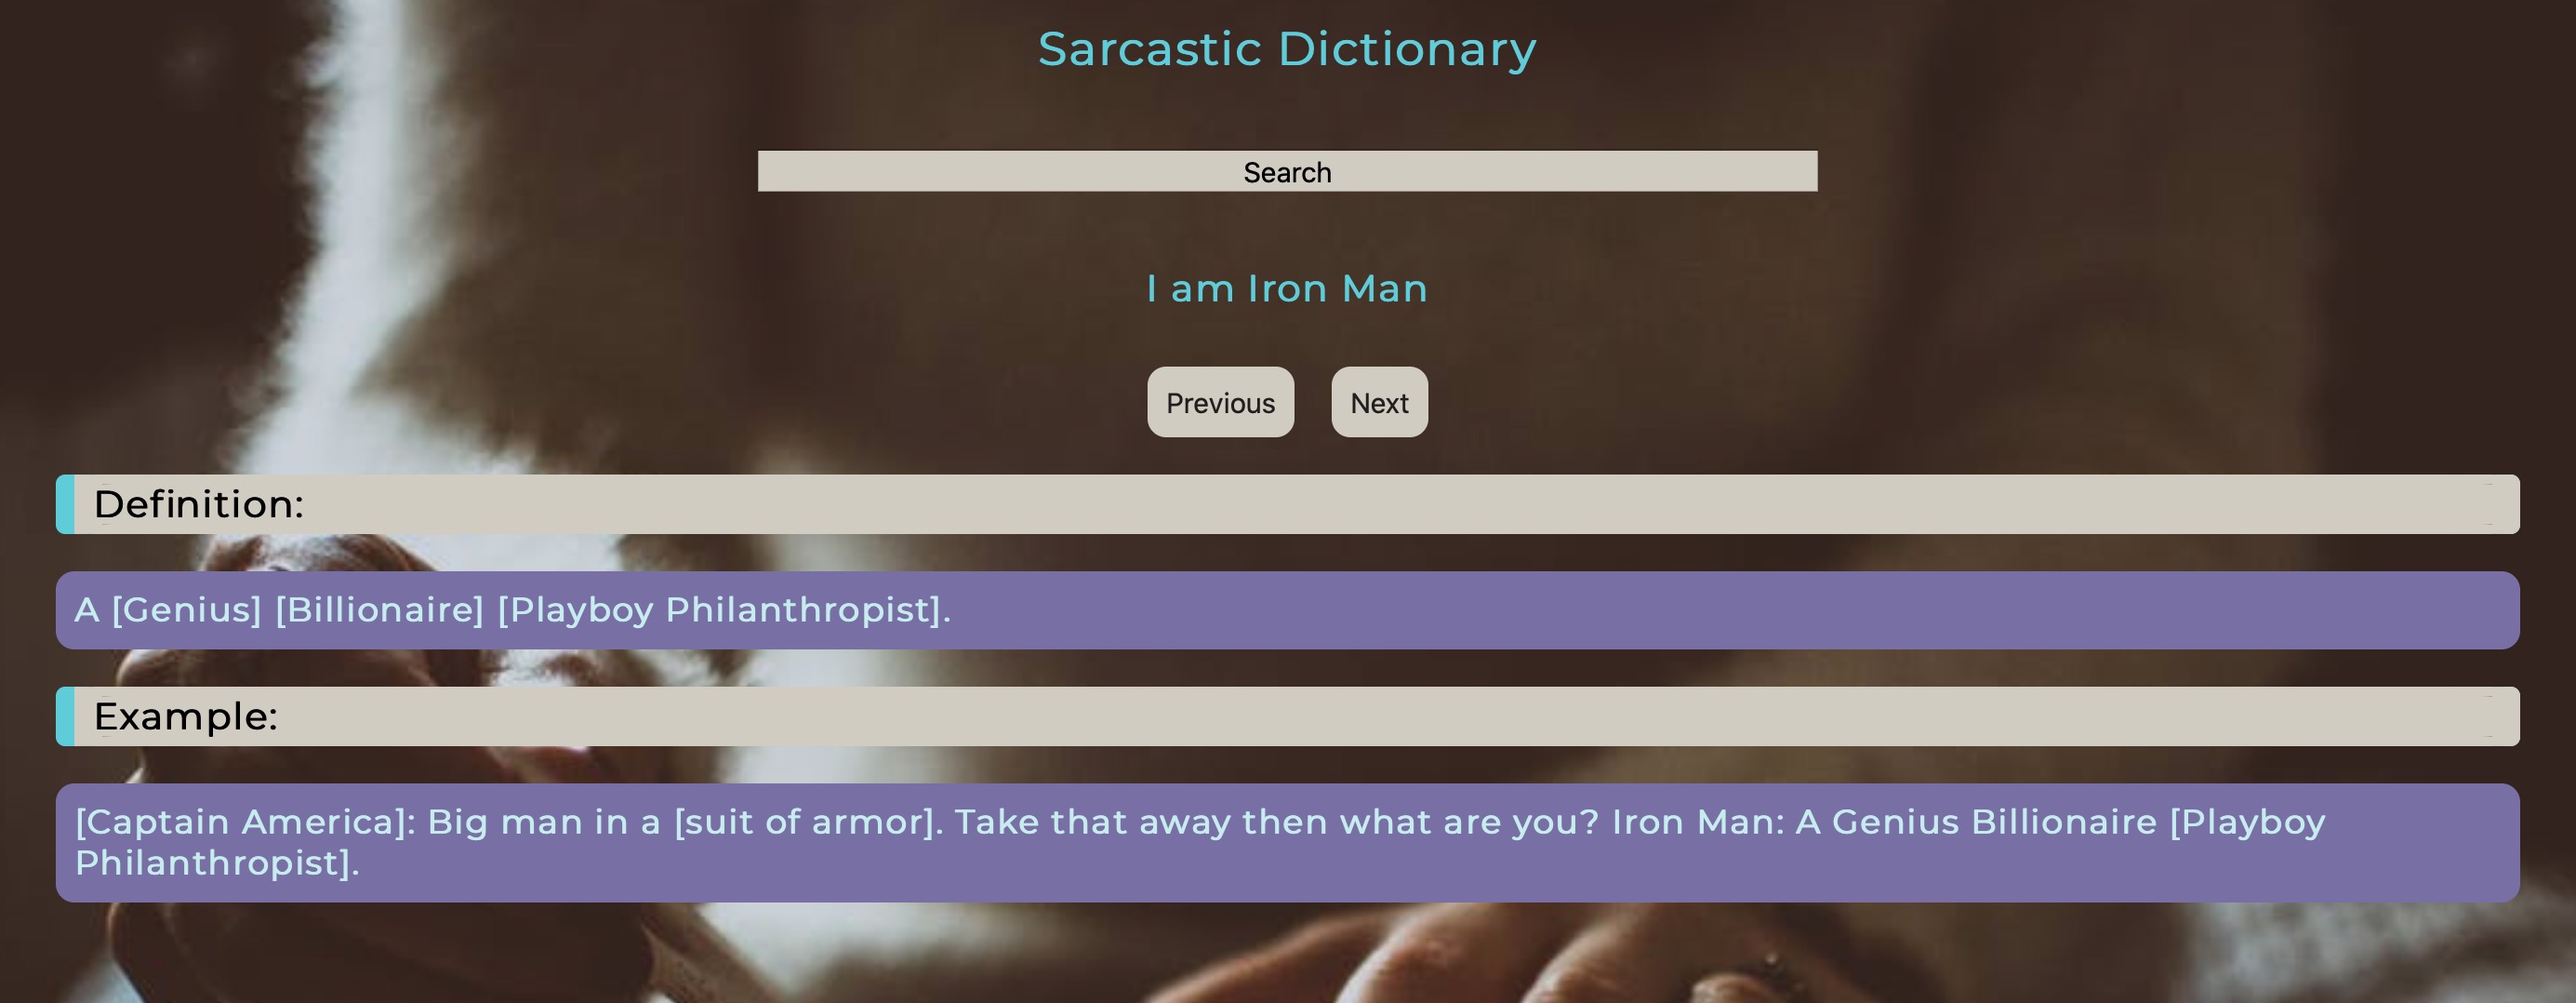 Sarcastic Dictionary
Search
I am Iron Man
Previous Next
Definition:
A [Genius] [Billionaire] [Playboy Philanthropist].
Example:
[Captain America]: Big man in a [suit of armor]. Take that away then what are you? Iron Man: A Genius Billionaire [Playboy
Philanthropist].